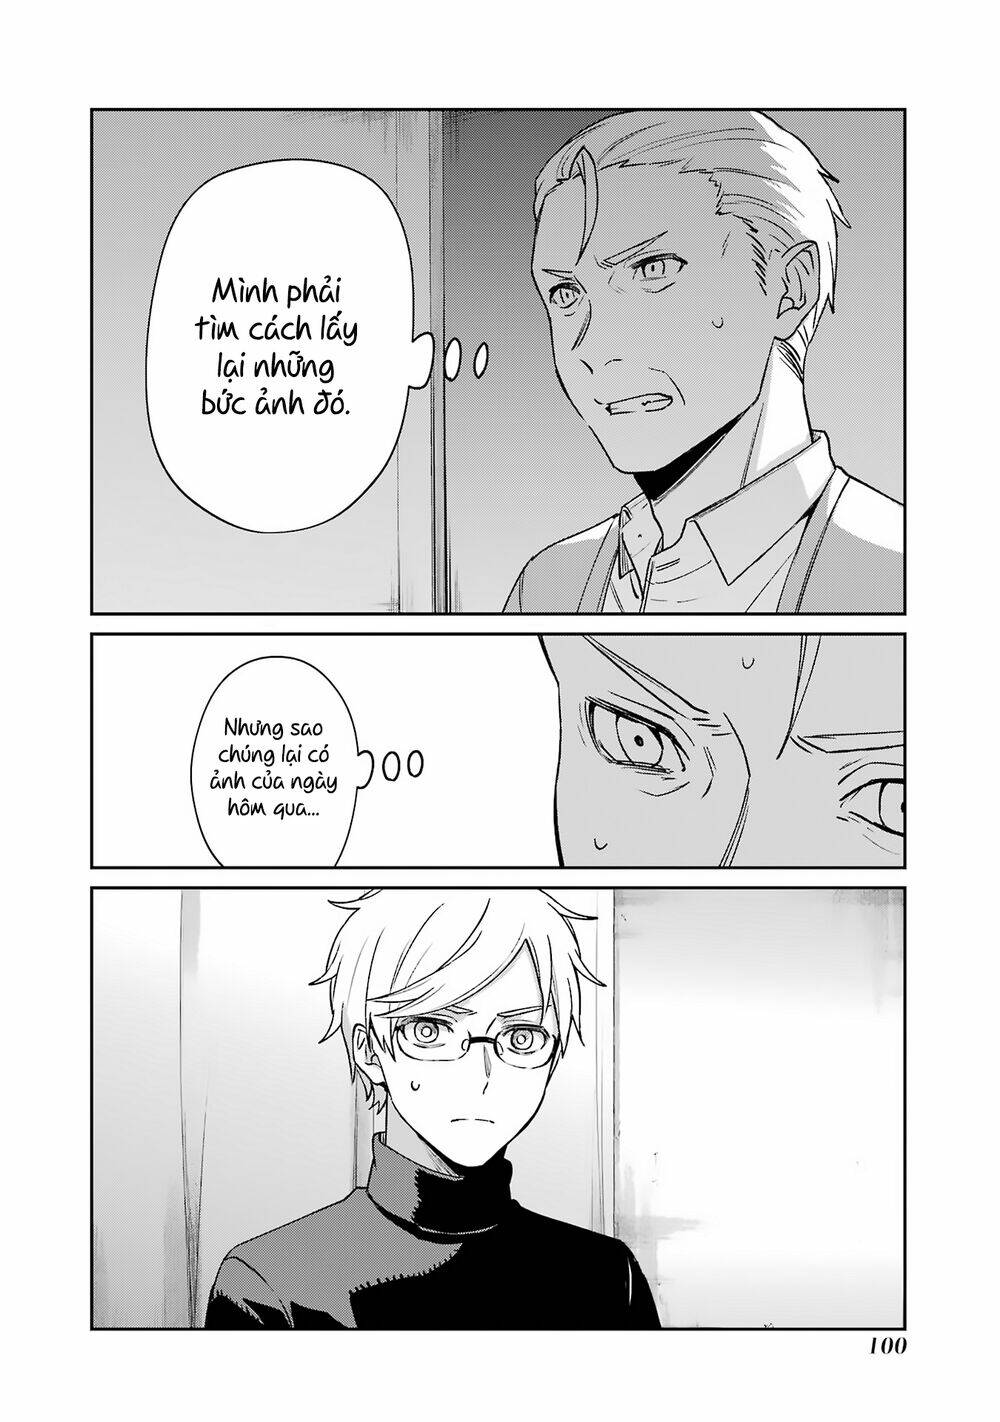 Mình phải
tìm cách lấy
lại những
bức ảnh đó.
Nhưng sao
chúng lại có
ảnh của ngày
hôm qua...
100